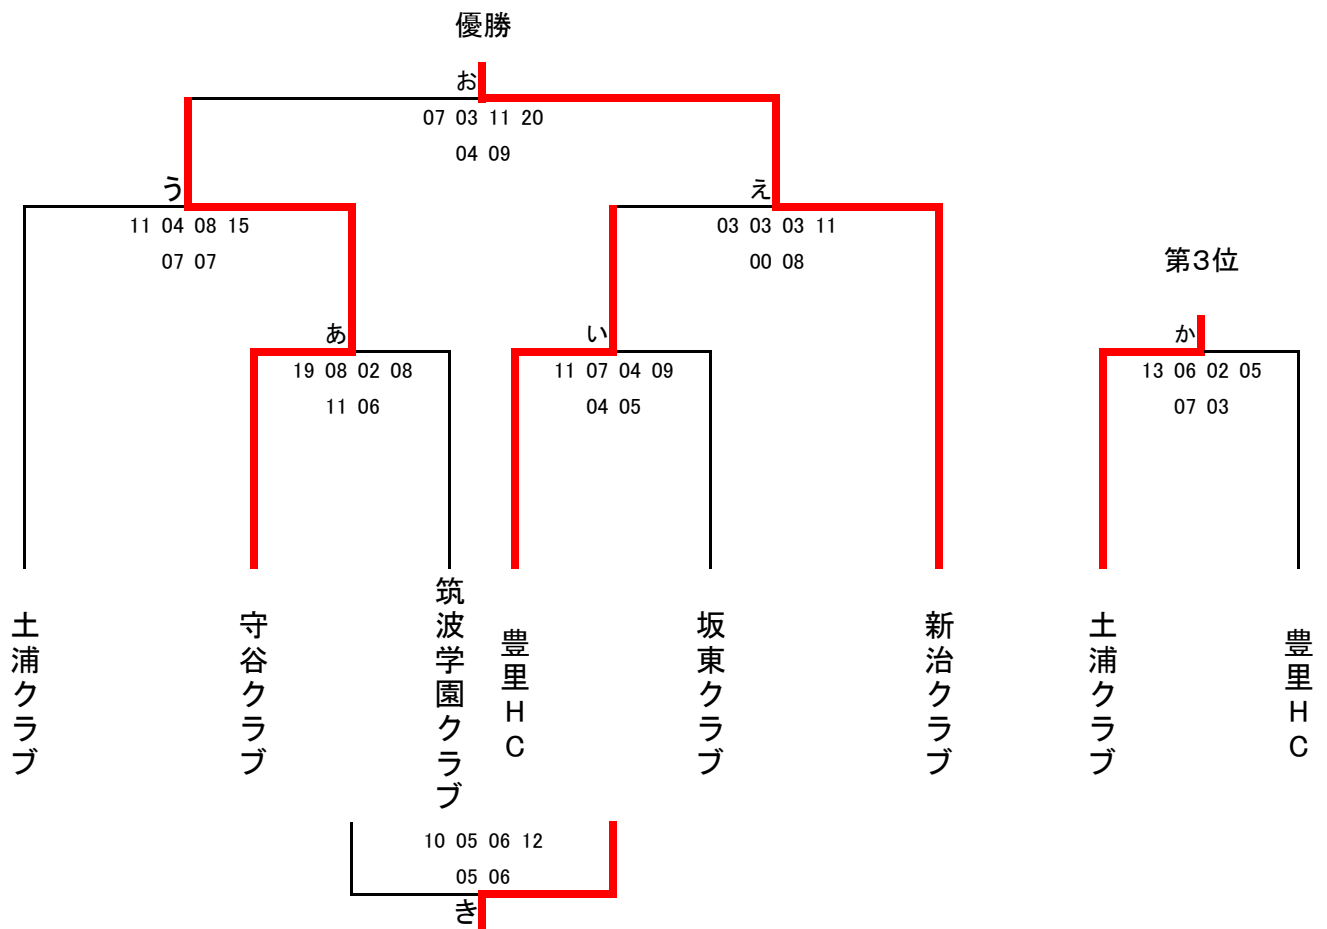 優勝
お
07 03 11 20
04 09
う
11 04 08 15
07 07
え
03 03 03 11
00 08
第3位
あ
19 08 02 08
11 06
い
11 07 04 09
04 05
か
13 06 02 05
07 03
土浦クラブ
守谷クラブ
筑波学園クラブ
豊里HC
坂東クラブ
新治クラブ
土浦クラブ
豊里HC
10 05 06 12
05 06
き